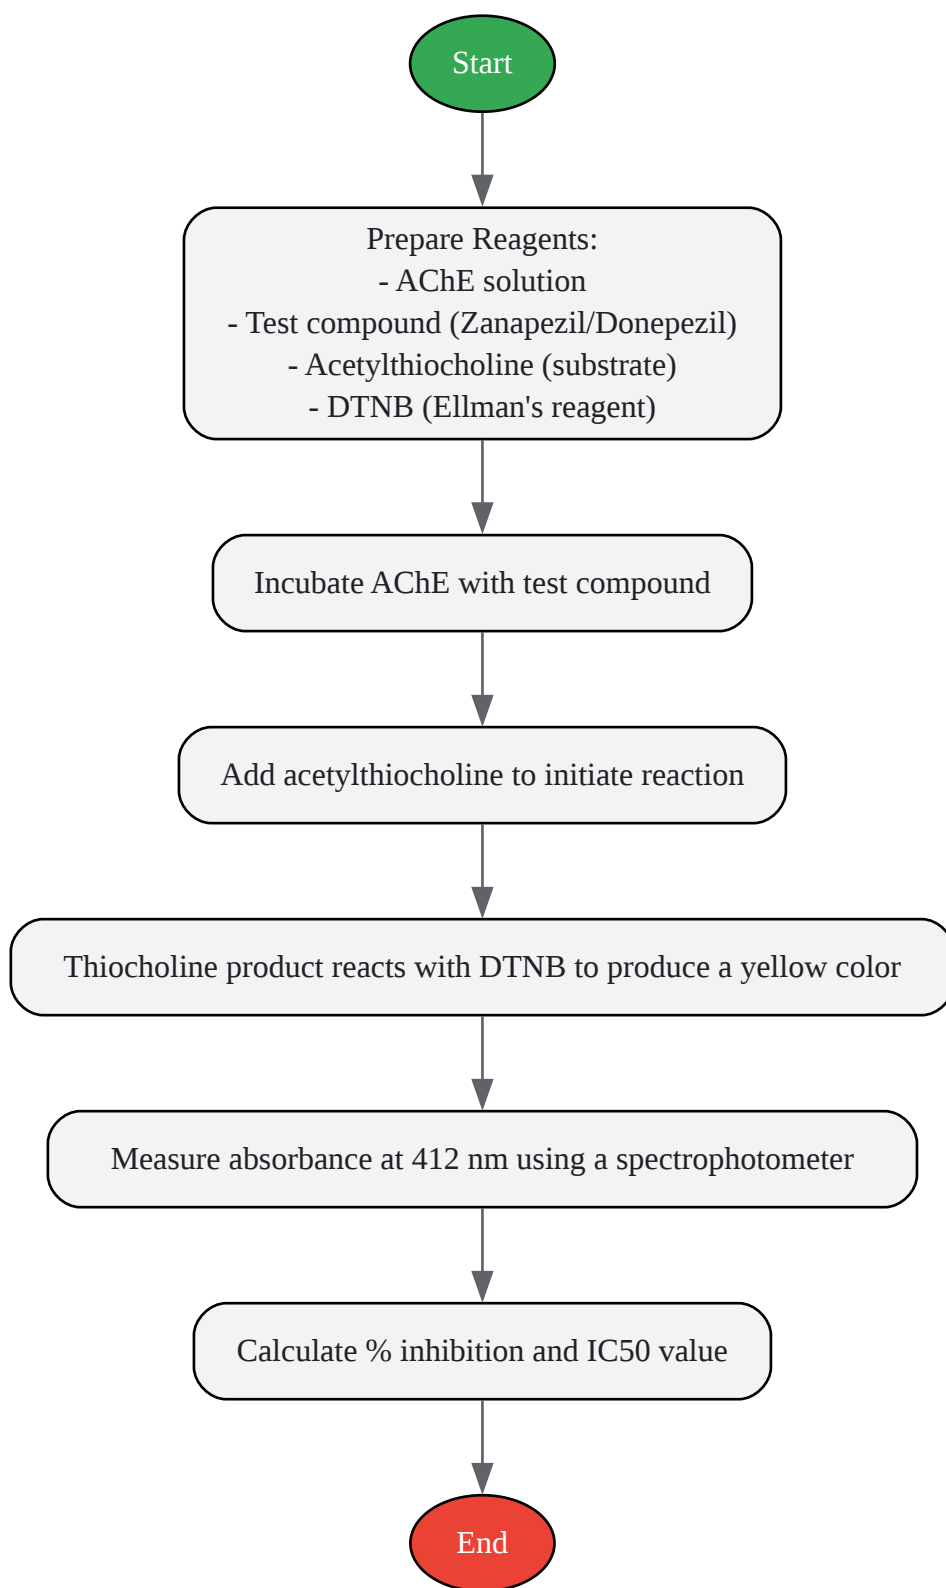 Start
Prepare Reagents:
- AChE solution
- Test compound (Zanapezil/Donepezil)
- Acetylthiocholine (substrate)
- DTNB (Ellman's reagent)
Incubate AChE with test compound
Add acetylthiocholine to initiate reaction
Thiocholine product reacts with DTNB to produce a yellow color
Measure absorbance at 412 nm using a spectrophotometer
Calculate % inhibition and IC50 value
End